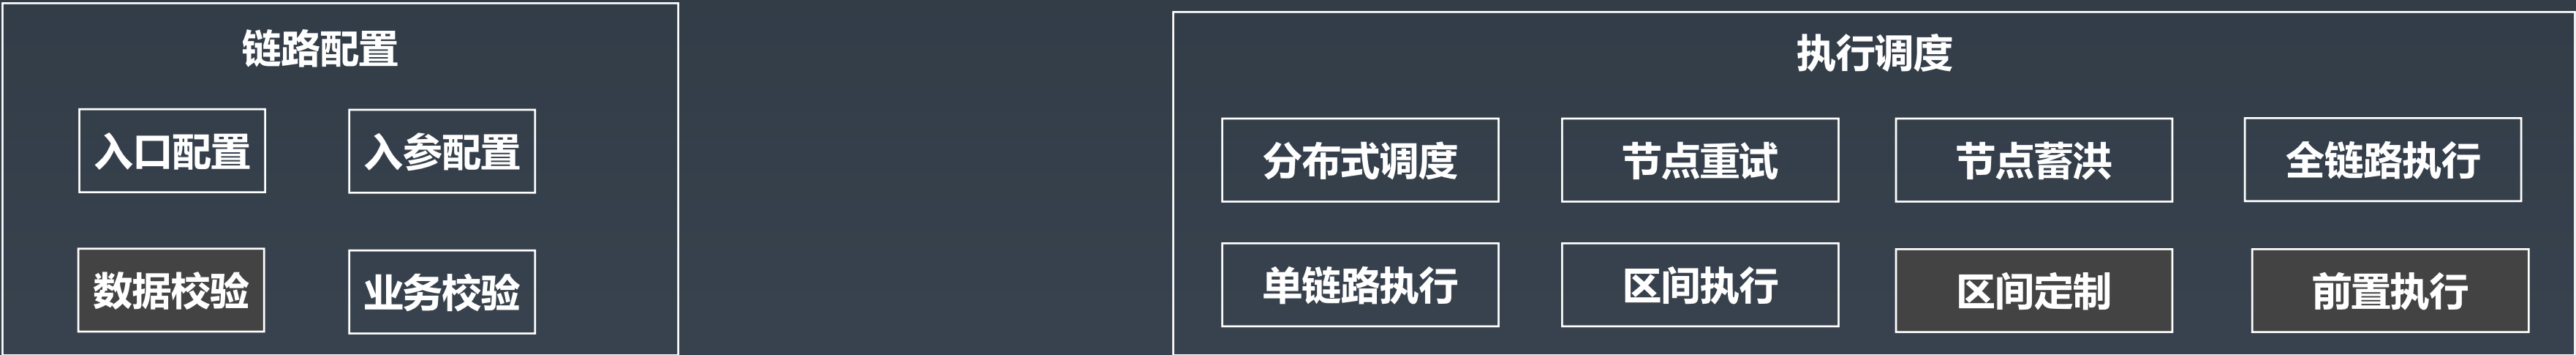 链路配置
入口配置
入参配置
数据校验
业务校验
执行调度
分布式调度
节点重试
节点蓄洪
全链路执行
单链路执行
区间执行
区间定制
前置执行